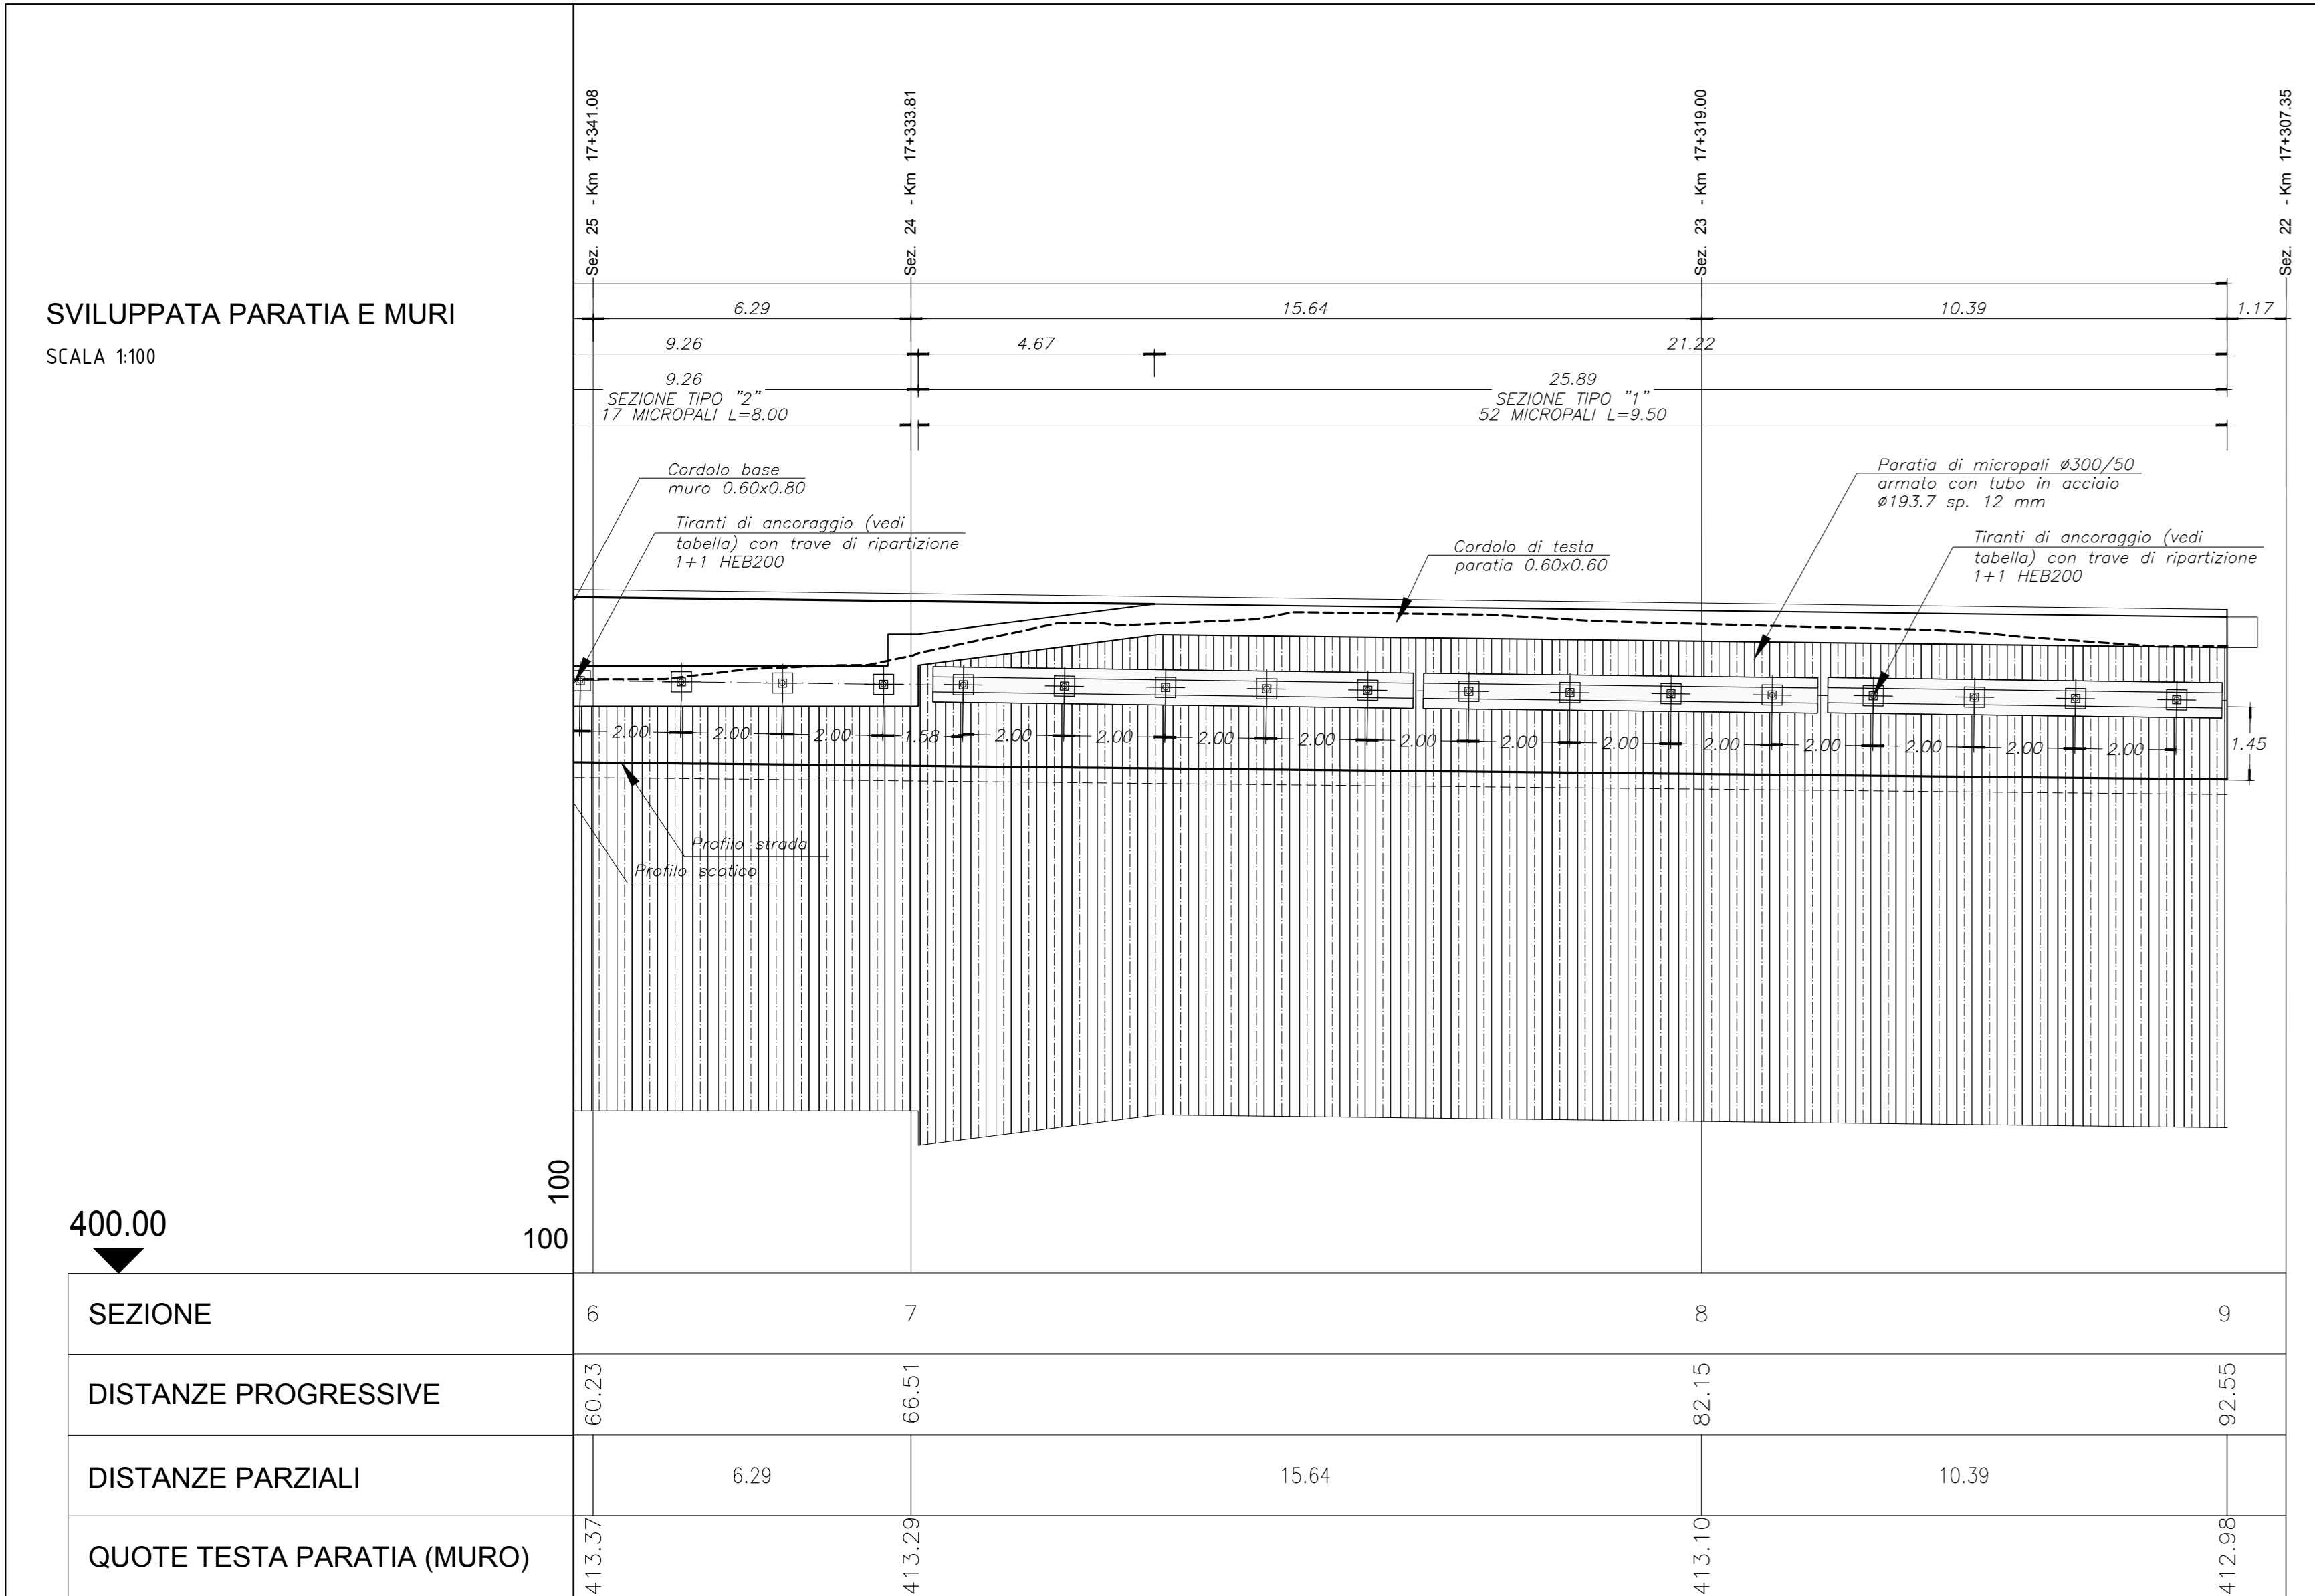 Sez. 25 - Km 17+341.08
Sez. 24 - Km 17+333.81
Sez. 23 - Km 17+319.00
Sez. 22 - Km 17+307.35
SVILUPPATA PARATIA E MURI
SCALA 1:100
6.29
15.64
10.39
1.17
9.26
4.67
21.22
9.26
25.89
SEZIONE TIPO "2"
17 MICROPALI L=8.00
SEZIONE TIPO "1"
52 MICROPALI L=9.50
Cordolo base
muro 0.60x0.80
Tiranti di ancoraggio (vedi
tabella) con trave di ripartizione
1+1 HEB200
Cordolo di testa
paratia 0.60x0.60
Paratia di micropali ø300/50
armato con tubo in acciaio
ø193.7 sp. 12 mm
Tiranti di ancoraggio (vedi
tabella) con trave di ripartizione
1+1 HEB200
2.00 2.00 2.00 1.58 2.00 2.00 2.00 2.00 2.00 2.00 2.00 2.00 2.00 2.00 2.00 2.00
1.45
Profilo strada
Profilo scatico
100
100
400.00
SEZIONE
6 7 8 9
DISTANZE PROGRESSIVE
60.23 66.51 82.15 92.55
DISTANZE PARZIALI
6.29 15.64 10.39
QUOTE TESTA PARATIA (MURO)
413.37 413.29 413.10 412.98